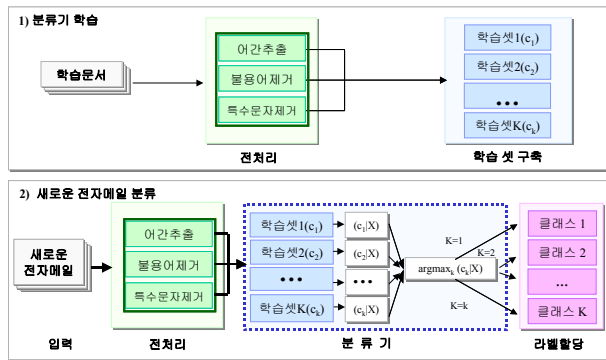 1) 분류기 학습
학습문서
어간추출
불용어제거
특수문자제거
전처리
학습셋1(c₁)
학습셋2(c₂)
•••
학습셋K(cₖ)
학습 셋 구축
2) 새로운 전자메일 분류
새로운
전자메일
입력
어간추출
불용어제거
특수문자제거
전처리
학습셋1(c₁)
학습셋2(c₂)
•••
학습셋K(cₖ)
(c₁|X)
(c₂|X)
•••
(cₖ|X)
argmaxₖ (cₖ|X)
K=1
K=2
K=k
분 류 기
클래스 1
클래스 2
...
클래스 K
라벨할당